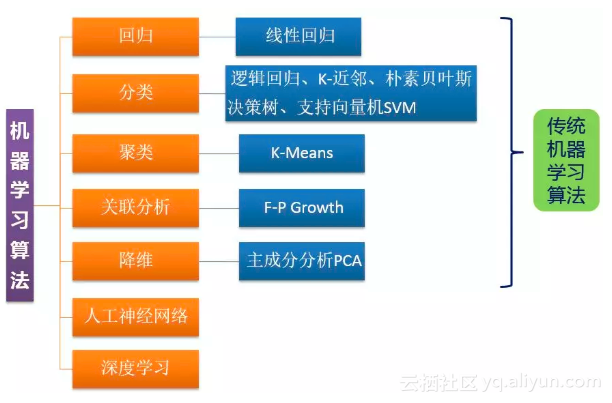 机器学习算法
回归
线性回归
分类
逻辑回归、K-近邻、朴素贝叶斯
决策树、支持向量机SVM
聚类
K-Means
关联分析
F-P Growth
降维
主成分分析PCA
人工神经网络
深度学习
传统
机器
学习
算法
云栖社区 yq.aliyun.com